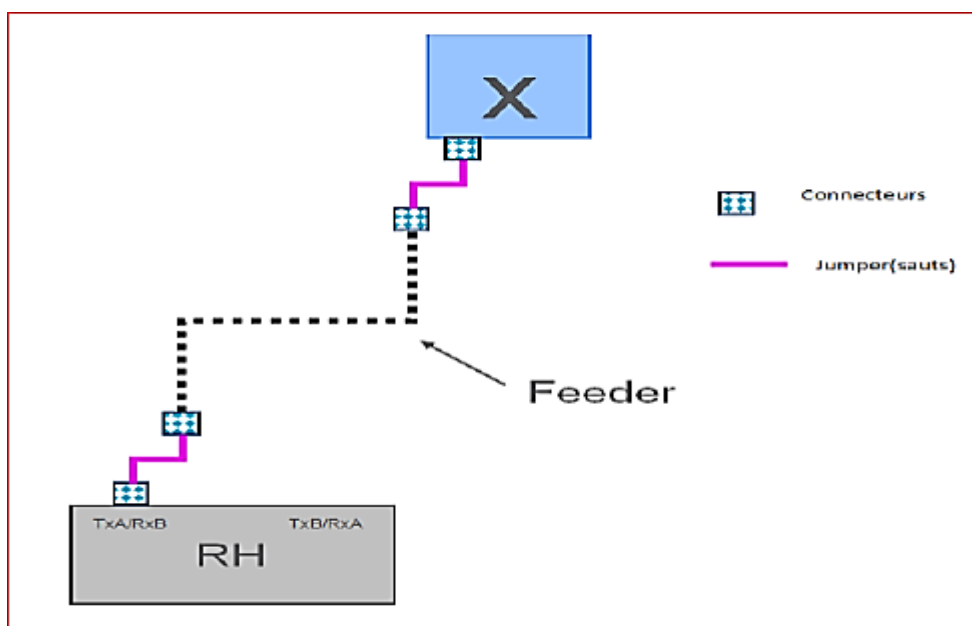 X
Connecteurs
Jumper(sauts)
Feeder
TxA/RxB TxB/RxA
RH